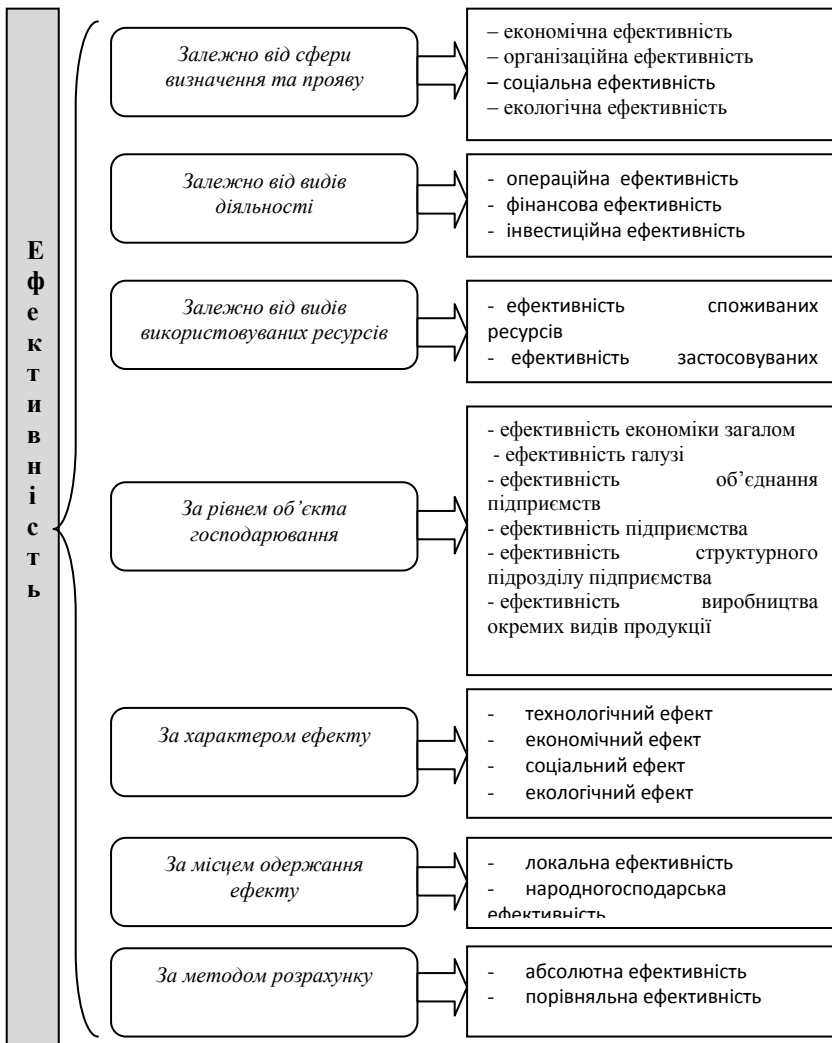 Ефективність
Залежно від сфери
визначення та прояву
– економічна ефективність
– організаційна ефективність
– соціальна ефективність
– екологічна ефективність
Залежно від видів
діяльності
- операційна ефективність
- фінансова ефективність
- інвестиційна ефективність
Залежно від видів
використовуваних ресурсів
- ефективність споживаних
ресурсів
- ефективність застосовуваних
За рівнем об’єкта
господарювання
- ефективність економіки загалом
- ефективність галузі
- ефективність об’єднання
підприємств
- ефективність підприємства
- ефективність структурного
підрозділу підприємства
- ефективність виробництва
окремих видів продукції
За характером ефекту
- технологічний ефект
- економічний ефект
- соціальний ефект
- екологічний ефект
За місцем одержання
ефекту
- локальна ефективність
- народногосподарська
ефективність
За методом розрахунку
- абсолютна ефективність
- порівняльна ефективність